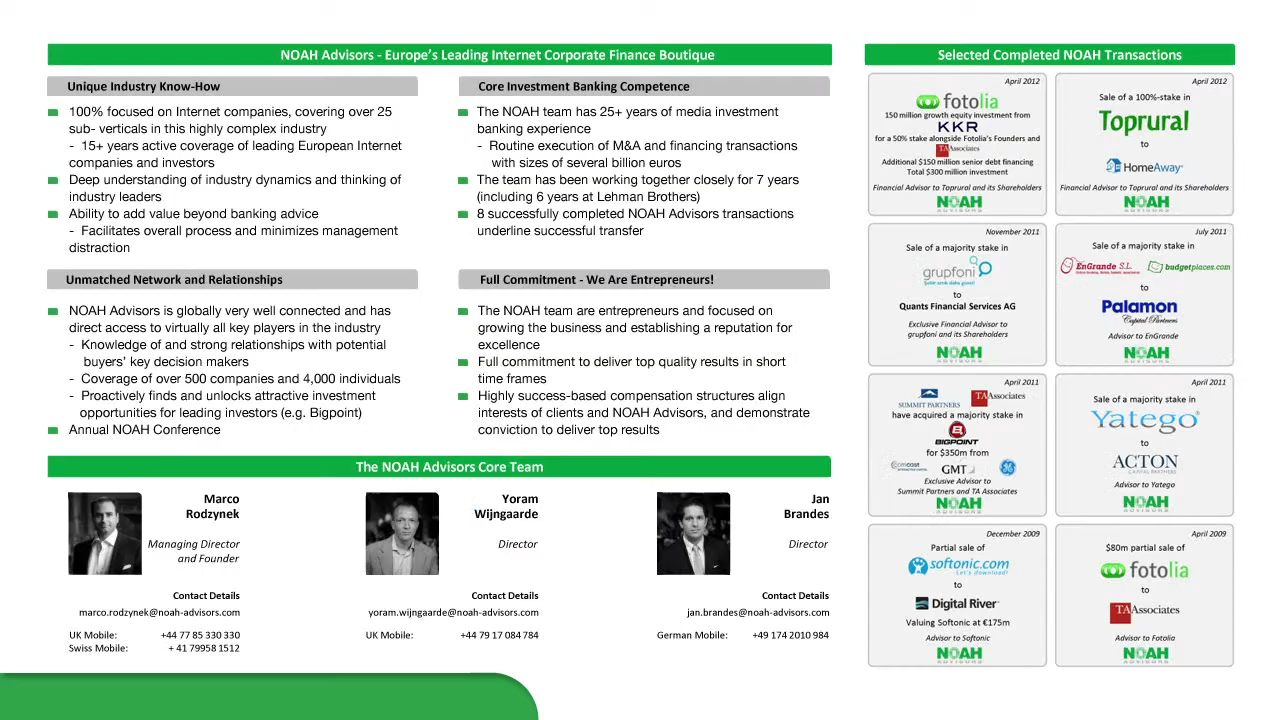 NOAH Advisors - Europe's Leading Internet Corporate Finance Boutique
Unique Industry Know-How
100% focused on Internet companies, covering over 25
sub- verticals in this highly complex industry
- 15+ years active coverage of leading European Internet
companies and investors
Deep understanding of industry dynamics and thinking of
industry leaders
Ability to add value beyond banking advice
- Facilitates overall process and minimizes management
distraction
Core Investment Banking Competence
The NOAH team has 25+ years of media investment
banking experience
- Routine execution of M&A and financing transactions
with sizes of several billion euros
The team has been working together closely for 7 years
(including 6 years at Lehman Brothers)
8 successfully completed NOAH Advisors transactions
underline successful transfer
Unmatched Network and Relationships
NOAH Advisors is globally very well connected and has
direct access to virtually all key players in the industry
- Knowledge of and strong relationships with potential
buyers' key decision makers
- Coverage of over 500 companies and 4,000 individuals
- Proactively finds and unlocks attractive investment
opportunities for leading investors (e.g. Bigpoint)
Annual NOAH Conference
Full Commitment - We Are Entrepreneurs!
The NOAH team are entrepreneurs and focused on
growing the business and establishing a reputation for
excellence
Full commitment to deliver top quality results in short
time frames
Highly success-based compensation structures align
interests of clients and NOAH Advisors, and demonstrate
conviction to deliver top results
The NOAH Advisors Core Team
Marco
Rodzynek
Managing Director
and Founder
Contact Details
marco.rodzynek@noah-advisors.com
UK Mobile: +44 77 85 330 330
Swiss Mobile: + 41 79958 1512
Yoram
Wijngaarde
Director
Contact Details
yoram.wijngaarde@noah-advisors.com
UK Mobile: +44 79 17 084 784
Jan
Brandes
Director
Contact Details
jan.brandes@noah-advisors.com
German Mobile: +49 174 2010 984
Selected Completed NOAH Transactions
April 2012
fotolia
150 million growth equity investment from
KKR
for a 50% stake alongside Fotolia's Founders and
TA Associates
Additional $150 million senior debt financing
Total $300 million investment
Financial Advisor to Toprural and its Shareholders
NOAH
ADVISORS
April 2012
Sale of a 100%-stake in
Toprural
to
HomeAway
Financial Advisor to Toprural and its Shareholders
NOAH
ADVISORS
November 2011
Sale of a majority stake in
grupfoni
to
Quants Financial Services AG
Exclusive Financial Advisor to
grupfoni and its Shareholders
NOAH
ADVISORS
July 2011
Sale of a majority stake in
EnGrande S.L. budgetplaces.com
to
Palamon
Capital Partners
Advisor to EnGrande
NOAH
ADVISORS
April 2011
SUMMIT PARTNERS TA Associates
have acquired a majority stake in
BIGPOINT
for $350m from
comcast GMT
Exclusive Advisor to
Summit Partners and TA Associates
NOAH
ADVISORS
April 2011
Sale of a majority stake in
Yatego
to
ACTON
CAPITAL PARTNERS
Advisor to Yatego
NOAH
ADVISORS
December 2009
Partial sale of
softonic.com
Let's download!
to
Digital River
Valuing Softonic at €175m
Advisor to Softonic
NOAH
ADVISORS
April 2009
$80m partial sale of
fotolia
to
TA Associates
Advisor to Fotolia
NOAH
ADVISORS